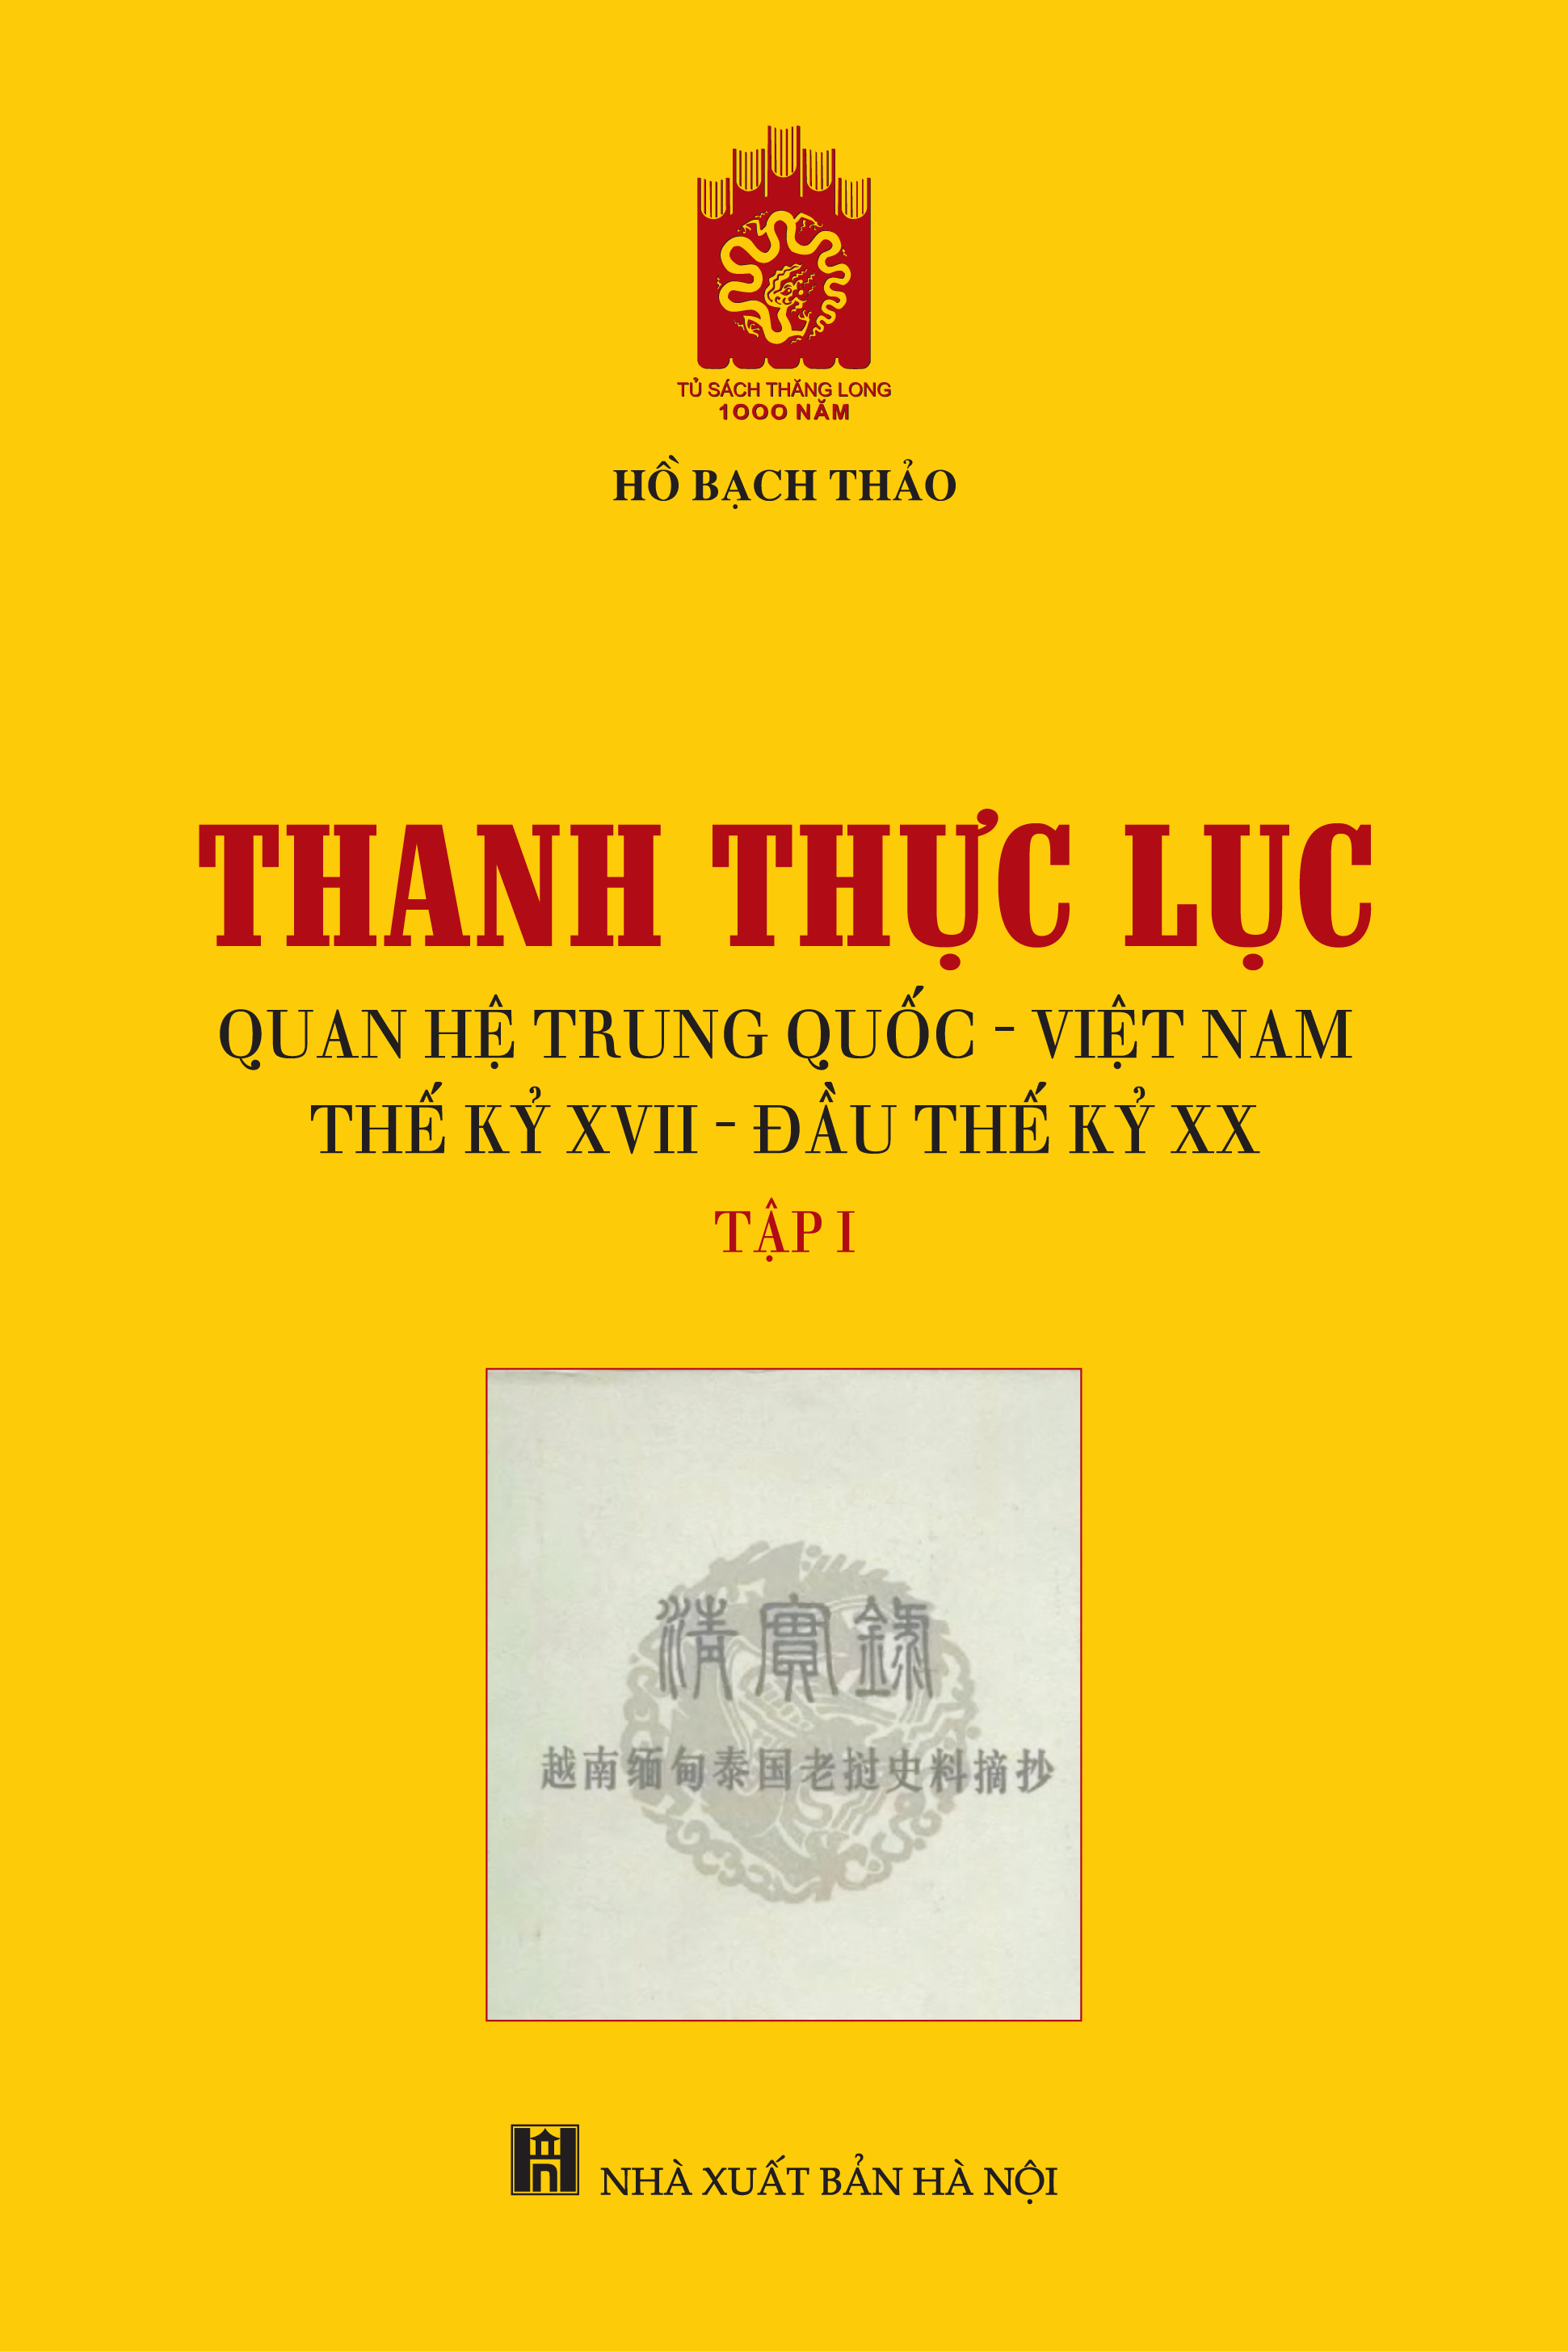 TỦ SÁCH THĂNG LONG
1000 NĂM
HỒ BẠCH THẢO
THANH THỰC LỤC
QUAN HỆ TRUNG QUỐC - VIỆT NAM
THẾ KỶ XVII - ĐẦU THẾ KỶ XX
TẬP I
清實錄
越南缅甸泰国老挝史料摘抄
NHÀ XUẤT BẢN HÀ NỘI